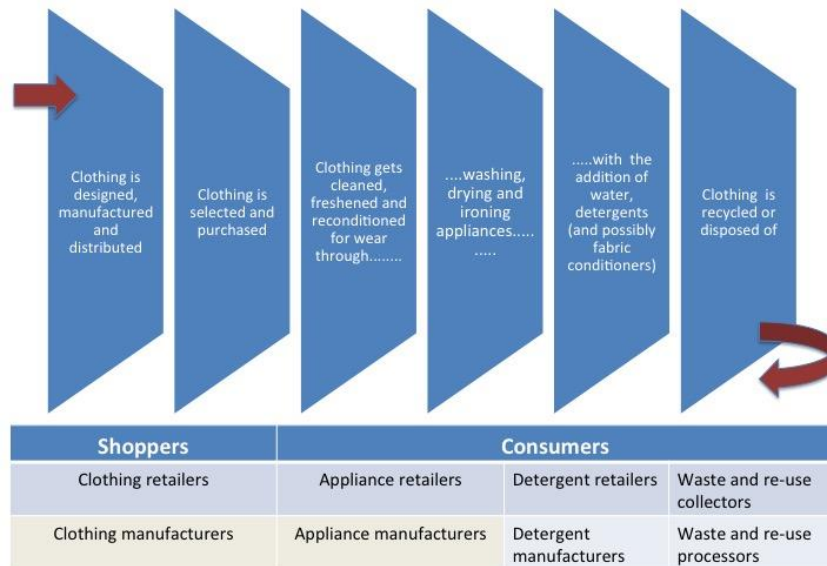 Clothing is
designed,
manufactured
and
distributed
Clothing is
selected and
purchased
Clothing gets
cleaned,
freshened and
reconditioned
for wear
through........
....washing,
drying and
ironing
appliances.....
.....
.....with the
addition of
water,
detergents
(and possibly
fabric
conditioners)
Clothing is
recycled or
disposed of
Shoppers
Consumers
Clothing retailers
Appliance retailers
Detergent retailers
Waste and re-use
collectors
Clothing manufacturers
Appliance manufacturers
Detergent
manufacturers
Waste and re-use
processors